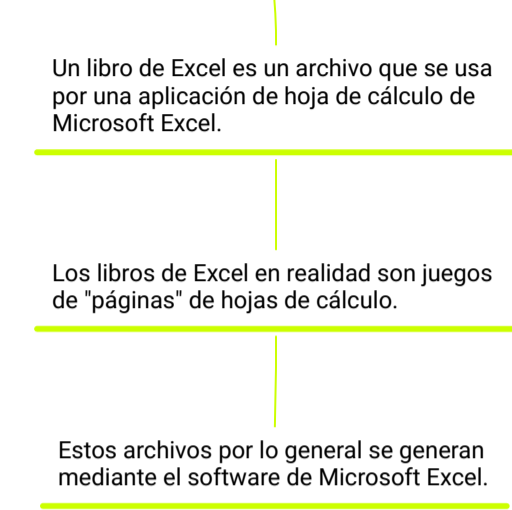 Un libro de Excel es un archivo que se usa
por una aplicación de hoja de cálculo de
Microsoft Excel.
Los libros de Excel en realidad son juegos
de "páginas" de hojas de cálculo.
Estos archivos por lo general se generan
mediante el software de Microsoft Excel.